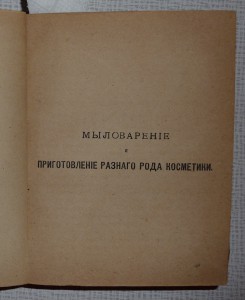 МЫЛОВАРЕНІЕ
и
ПРИГОТОВЛЕНІЕ РАЗНАГО РОДА КОСМЕТИКИ.